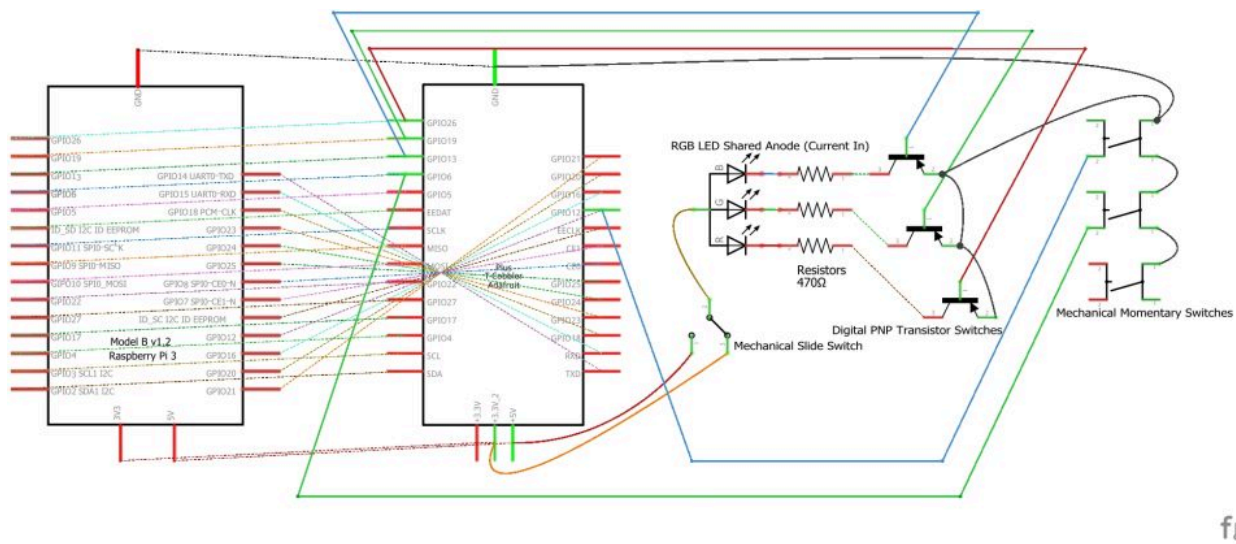 GND
GPIO26
GPIO19
GPIO13
GPIO6
GPIO5
ID_SD I2C ID EEPROM
GPIO11 SPI0-SC_K
GPIO9 SPI0-MISO
GPIO10 SPI0_MOSI
GPIO22
GPIO27
GPIO17
GPIO4
GPIO3 SCL1 I2C
GPIO2 SDA1 I2C
GPIO14 UART0-TXD
GPIO15 UART0-RXD
GPIO18 PCM-CLK
GPIO23
GPIO24
GPIO25
GPIO8 SPI0-CE0-N
GPIO7 SPI0-CE1-N
ID_SC I2C ID EEPROM
GPIO12
GPIO16
GPIO20
GPIO21
Model B v1,2
Raspberry Pi 3
3V3
5V
GND
GPIO26
GPIO19
GPIO13
GPIO6
GPIO5
EEDAT
SCLK
MISO
MOSI
GPIO22
GPIO27
GPIO17
GPIO4
SCL
SDA
GPIO21
GPIO20
GPIO16
GPIO12
EECLK
CE1
CE0
GPIO25
GPIO24
GPIO23
GPIO18
RXD
TXD
Plus
T-Cobbler
Adafruit
+3.3V
+3.3V_2
+5V
RGB LED Shared Anode (Current In)
B
G
R
Resistors
470Ω
Mechanical Slide Switch
Digital PNP Transistor Switches
Mechanical Momentary Switches